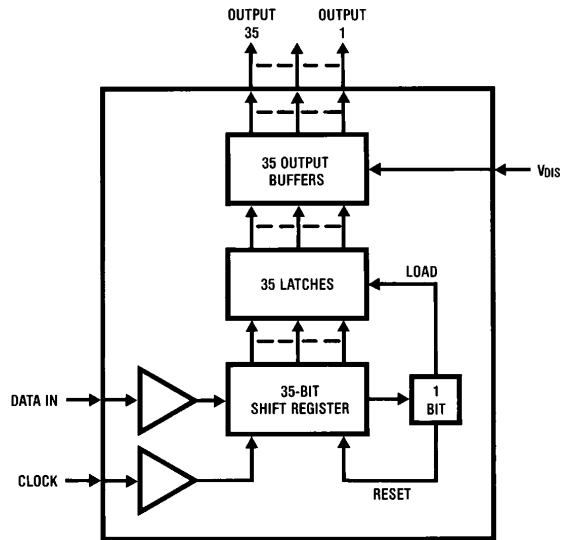 OUTPUT OUTPUT
35 1
35 OUTPUT
BUFFERS
VDIS
35 LATCHES
LOAD
35-BIT
SHIFT REGISTER
1
BIT
DATA IN
CLOCK
RESET